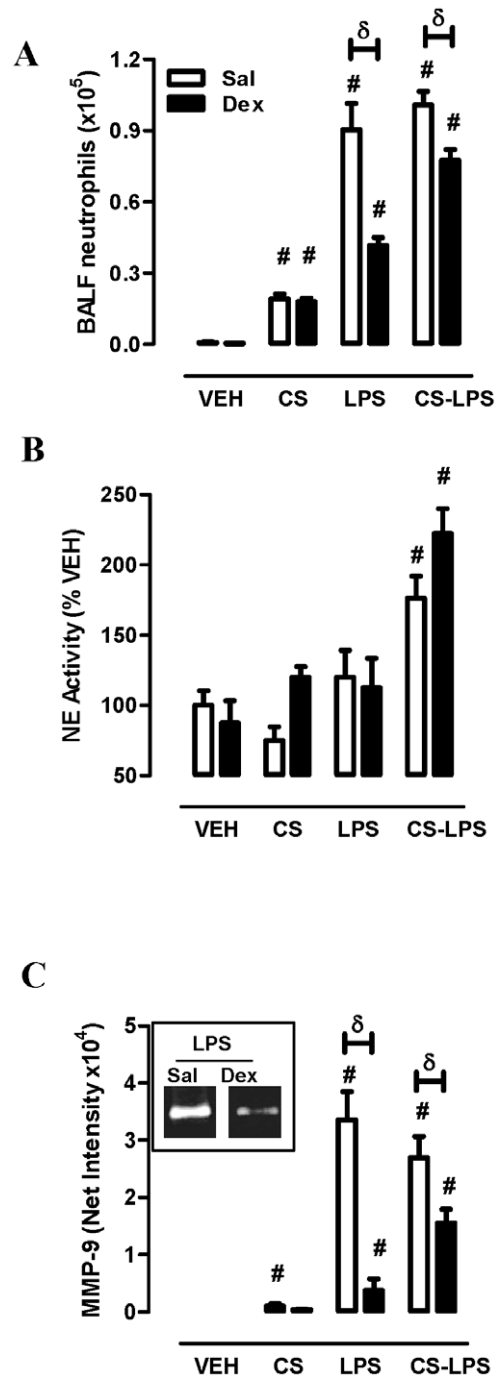 A
δ δ
1.2
0.9
0.6
0.3
0.0
BALF neutrophils (x10⁵)
Sal
Dex
# # # # # #
VEH CS LPS CS-LPS
B
250
200
150
100
50
NE Activity (% VEH)
# #
VEH CS LPS CS-LPS
C
5
4
3
2
1
0
MMP-9 (Net Intensity x10⁴)
LPS
Sal Dex
δ δ
# # # # #
VEH CS LPS CS-LPS